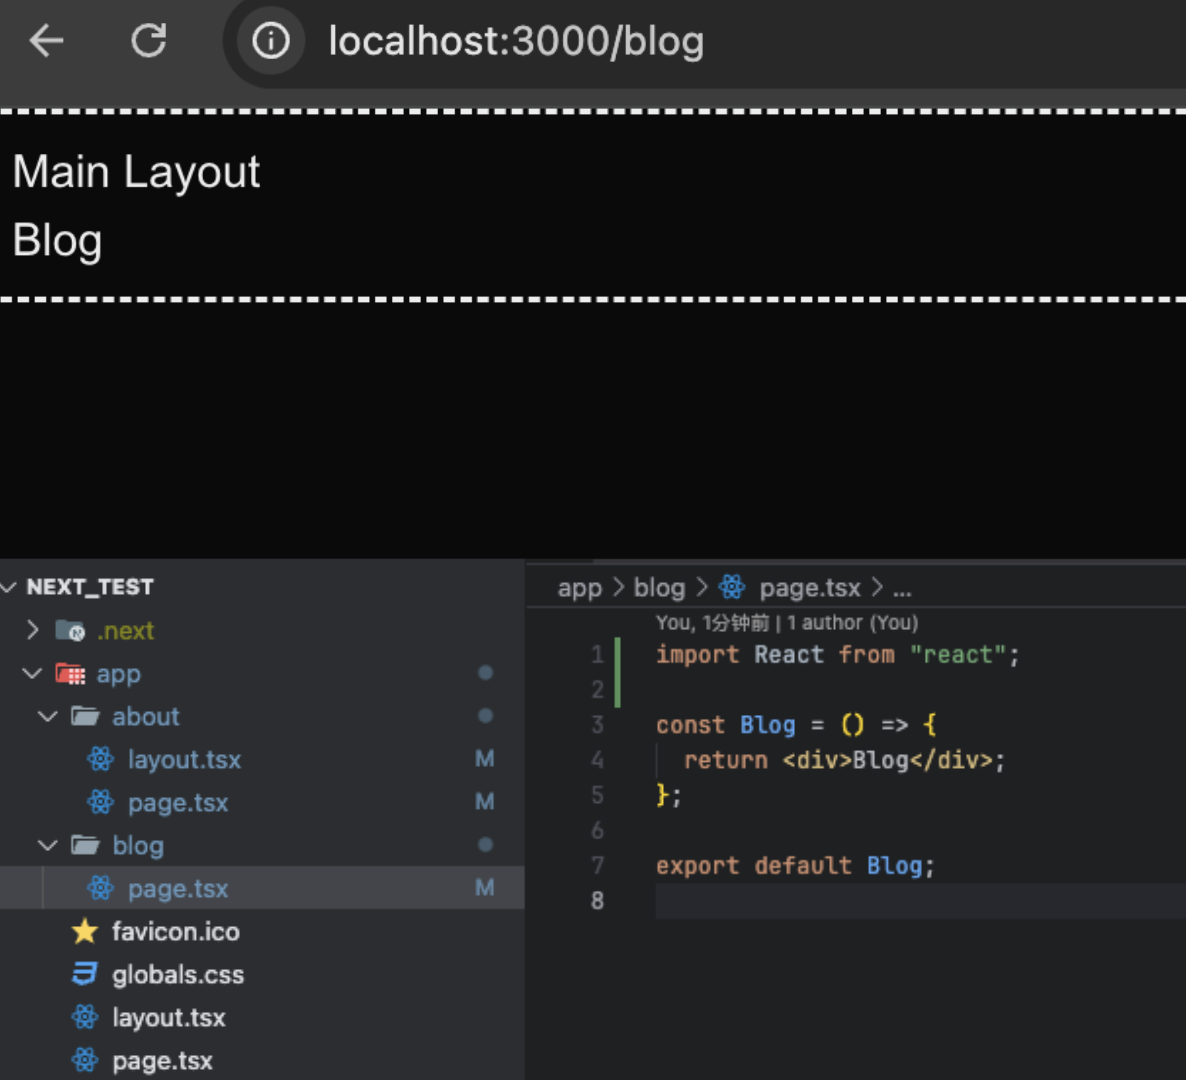 localhost:3000/blog
Main Layout
Blog
NEXT_TEST
.next
app
about
layout.tsx M
page.tsx M
blog
page.tsx M
favicon.ico
globals.css
layout.tsx
page.tsx
app > blog > page.tsx > ...
You, 1分钟前 | 1 author (You)
1 import React from "react";
2
3 const Blog = () => {
4 return <div>Blog</div>;
5 };
6
7 export default Blog;
8